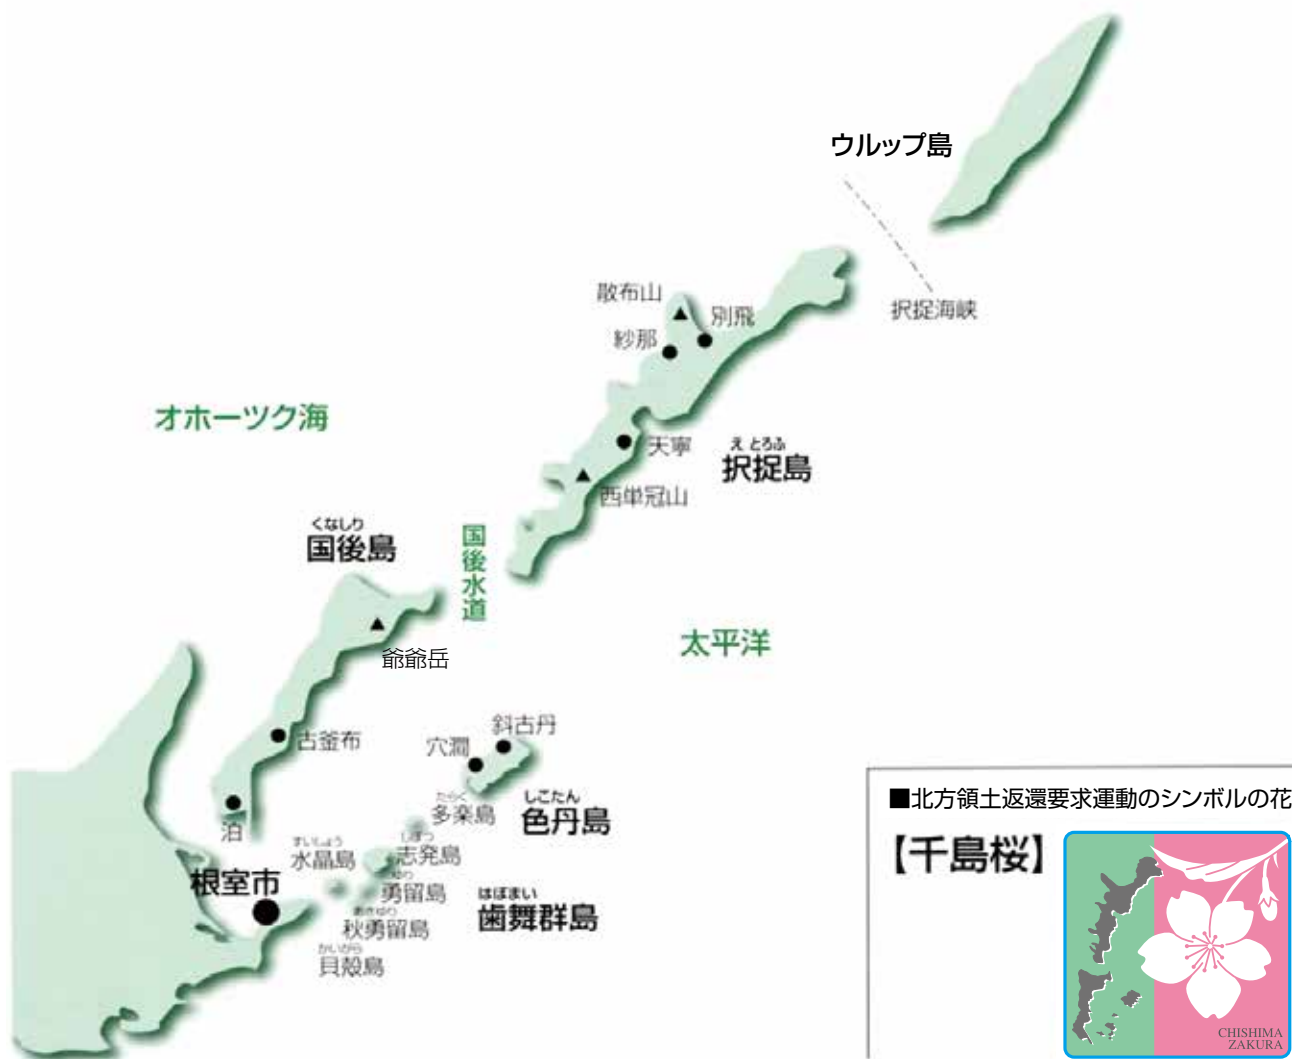 ウルップ島
択捉海峡
散布山
別飛
紗那
オホーツク海
天寧
えとろふ
択捉島
西単冠山
くなしり
国後島
国後水道
太平洋
爺爺岳
古釜布
斜古丹
穴澗
しこたん
色丹島
たらく
多楽島
泊
しぼつ
志発島
すいしょう
水晶島
根室市
ゆり
勇留島
はぼまい
歯舞群島
あきゆり
秋勇留島
かいがら
貝殻島
■北方領土返還要求運動のシンボルの花
【千島桜】
CHISHIMA
ZAKURA